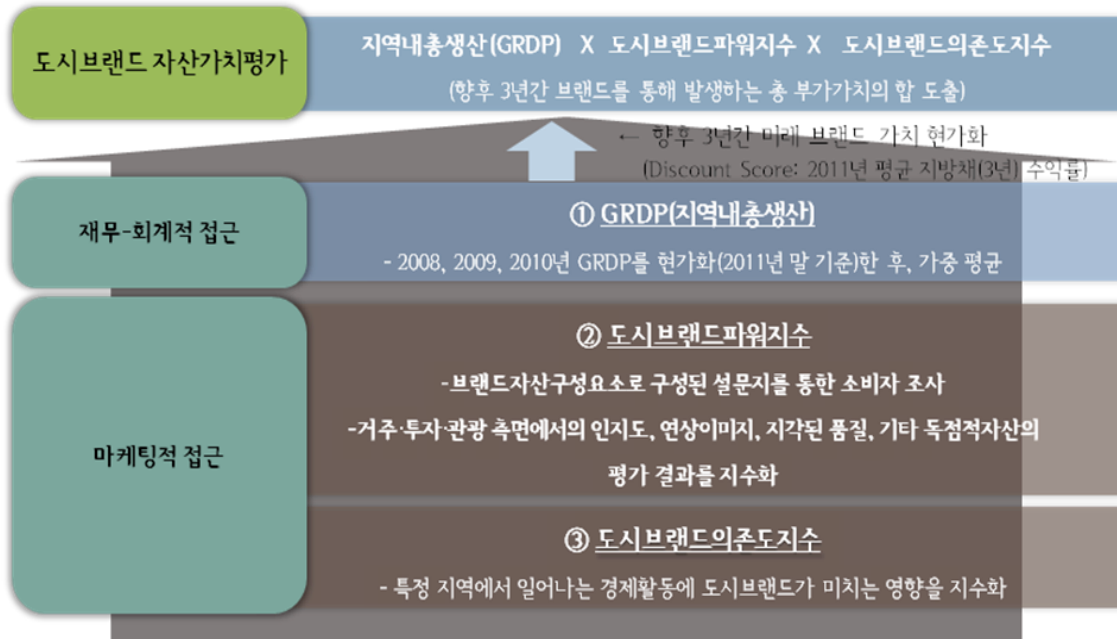 도시브랜드 자산가치평가
지역내총생산(GRDP) X 도시브랜드파워지수 X 도시브랜드의존도지수
(향후 3년간 브랜드를 통해 발생하는 총 부가가치의 합 도출)
← 향후 3년간 미래 브랜드 가치 현가화
(Discount Score: 2011년 평균 지방채(3년) 수익률)
재무-회계적 접근
① GRDP(지역내총생산)
- 2008, 2009, 2010년 GRDP를 현가화(2011년 말 기준)한 후, 가중 평균
마케팅적 접근
② 도시브랜드파워지수
-브랜드자산구성요소로 구성된 설문지를 통한 소비자 조사
-거주·투자·관광 측면에서의 인지도, 연상이미지, 지각된 품질, 기타 독점적자산의
평가 결과를 지수화
③ 도시브랜드의존도지수
- 특정 지역에서 일어나는 경제활동에 도시브랜드가 미치는 영향을 지수화